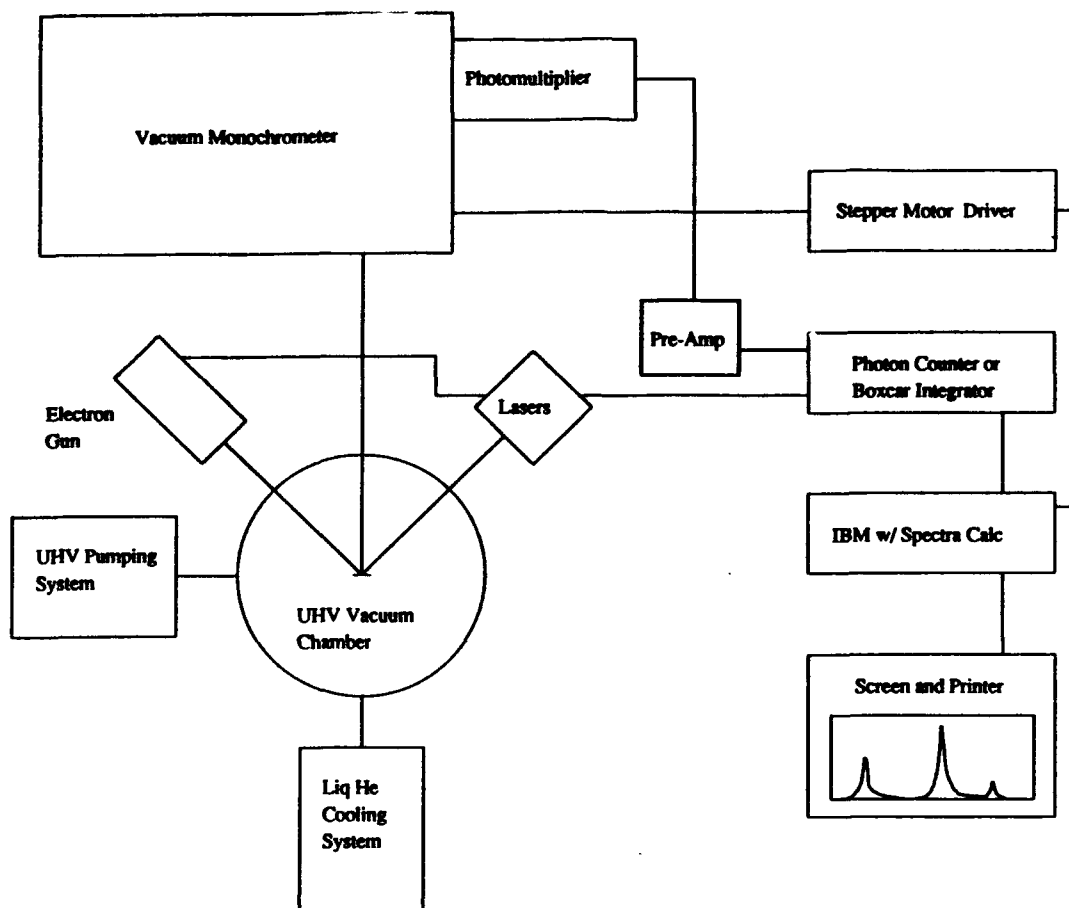 Photomultiplier
Vacuum Monochrometer
Stepper Motor Driver
Pre-Amp
Photon Counter or
Boxcar Integrator
Lasers
Electron
Gun
IBM w/ Spectra Calc
UHV Pumping
System
UHV Vacuum
Chamber
Screen and Printer
Liq He
Cooling
System